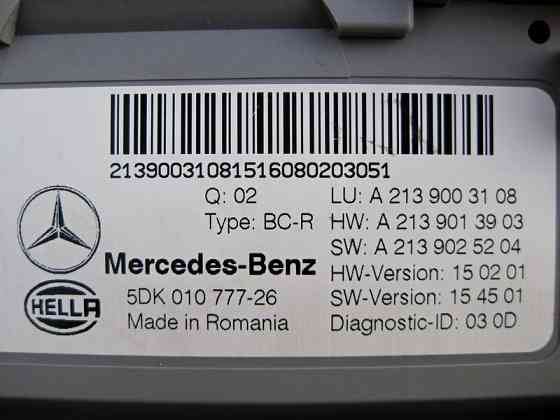 21390031081516080203051
Q: 02
LU: A 213 900 31 08
Type: BC-R
HW: A 213 901 39 03
SW: A 213 902 52 04
Mercedes-Benz
HW-Version: 15 02 01
HELLA
5DK 010 777-26
SW-Version: 15 45 01
Made in Romania
Diagnostic-ID: 03 0D